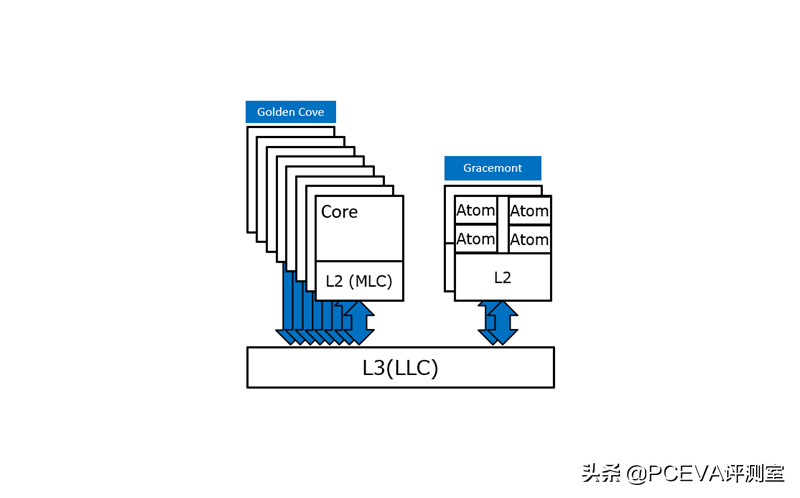 Golden Cove
Gracemont
Core
L2 (MLC)
Atom
Atom
Atom
Atom
L2
L3(LLC)
头条 @PCEVA评测室